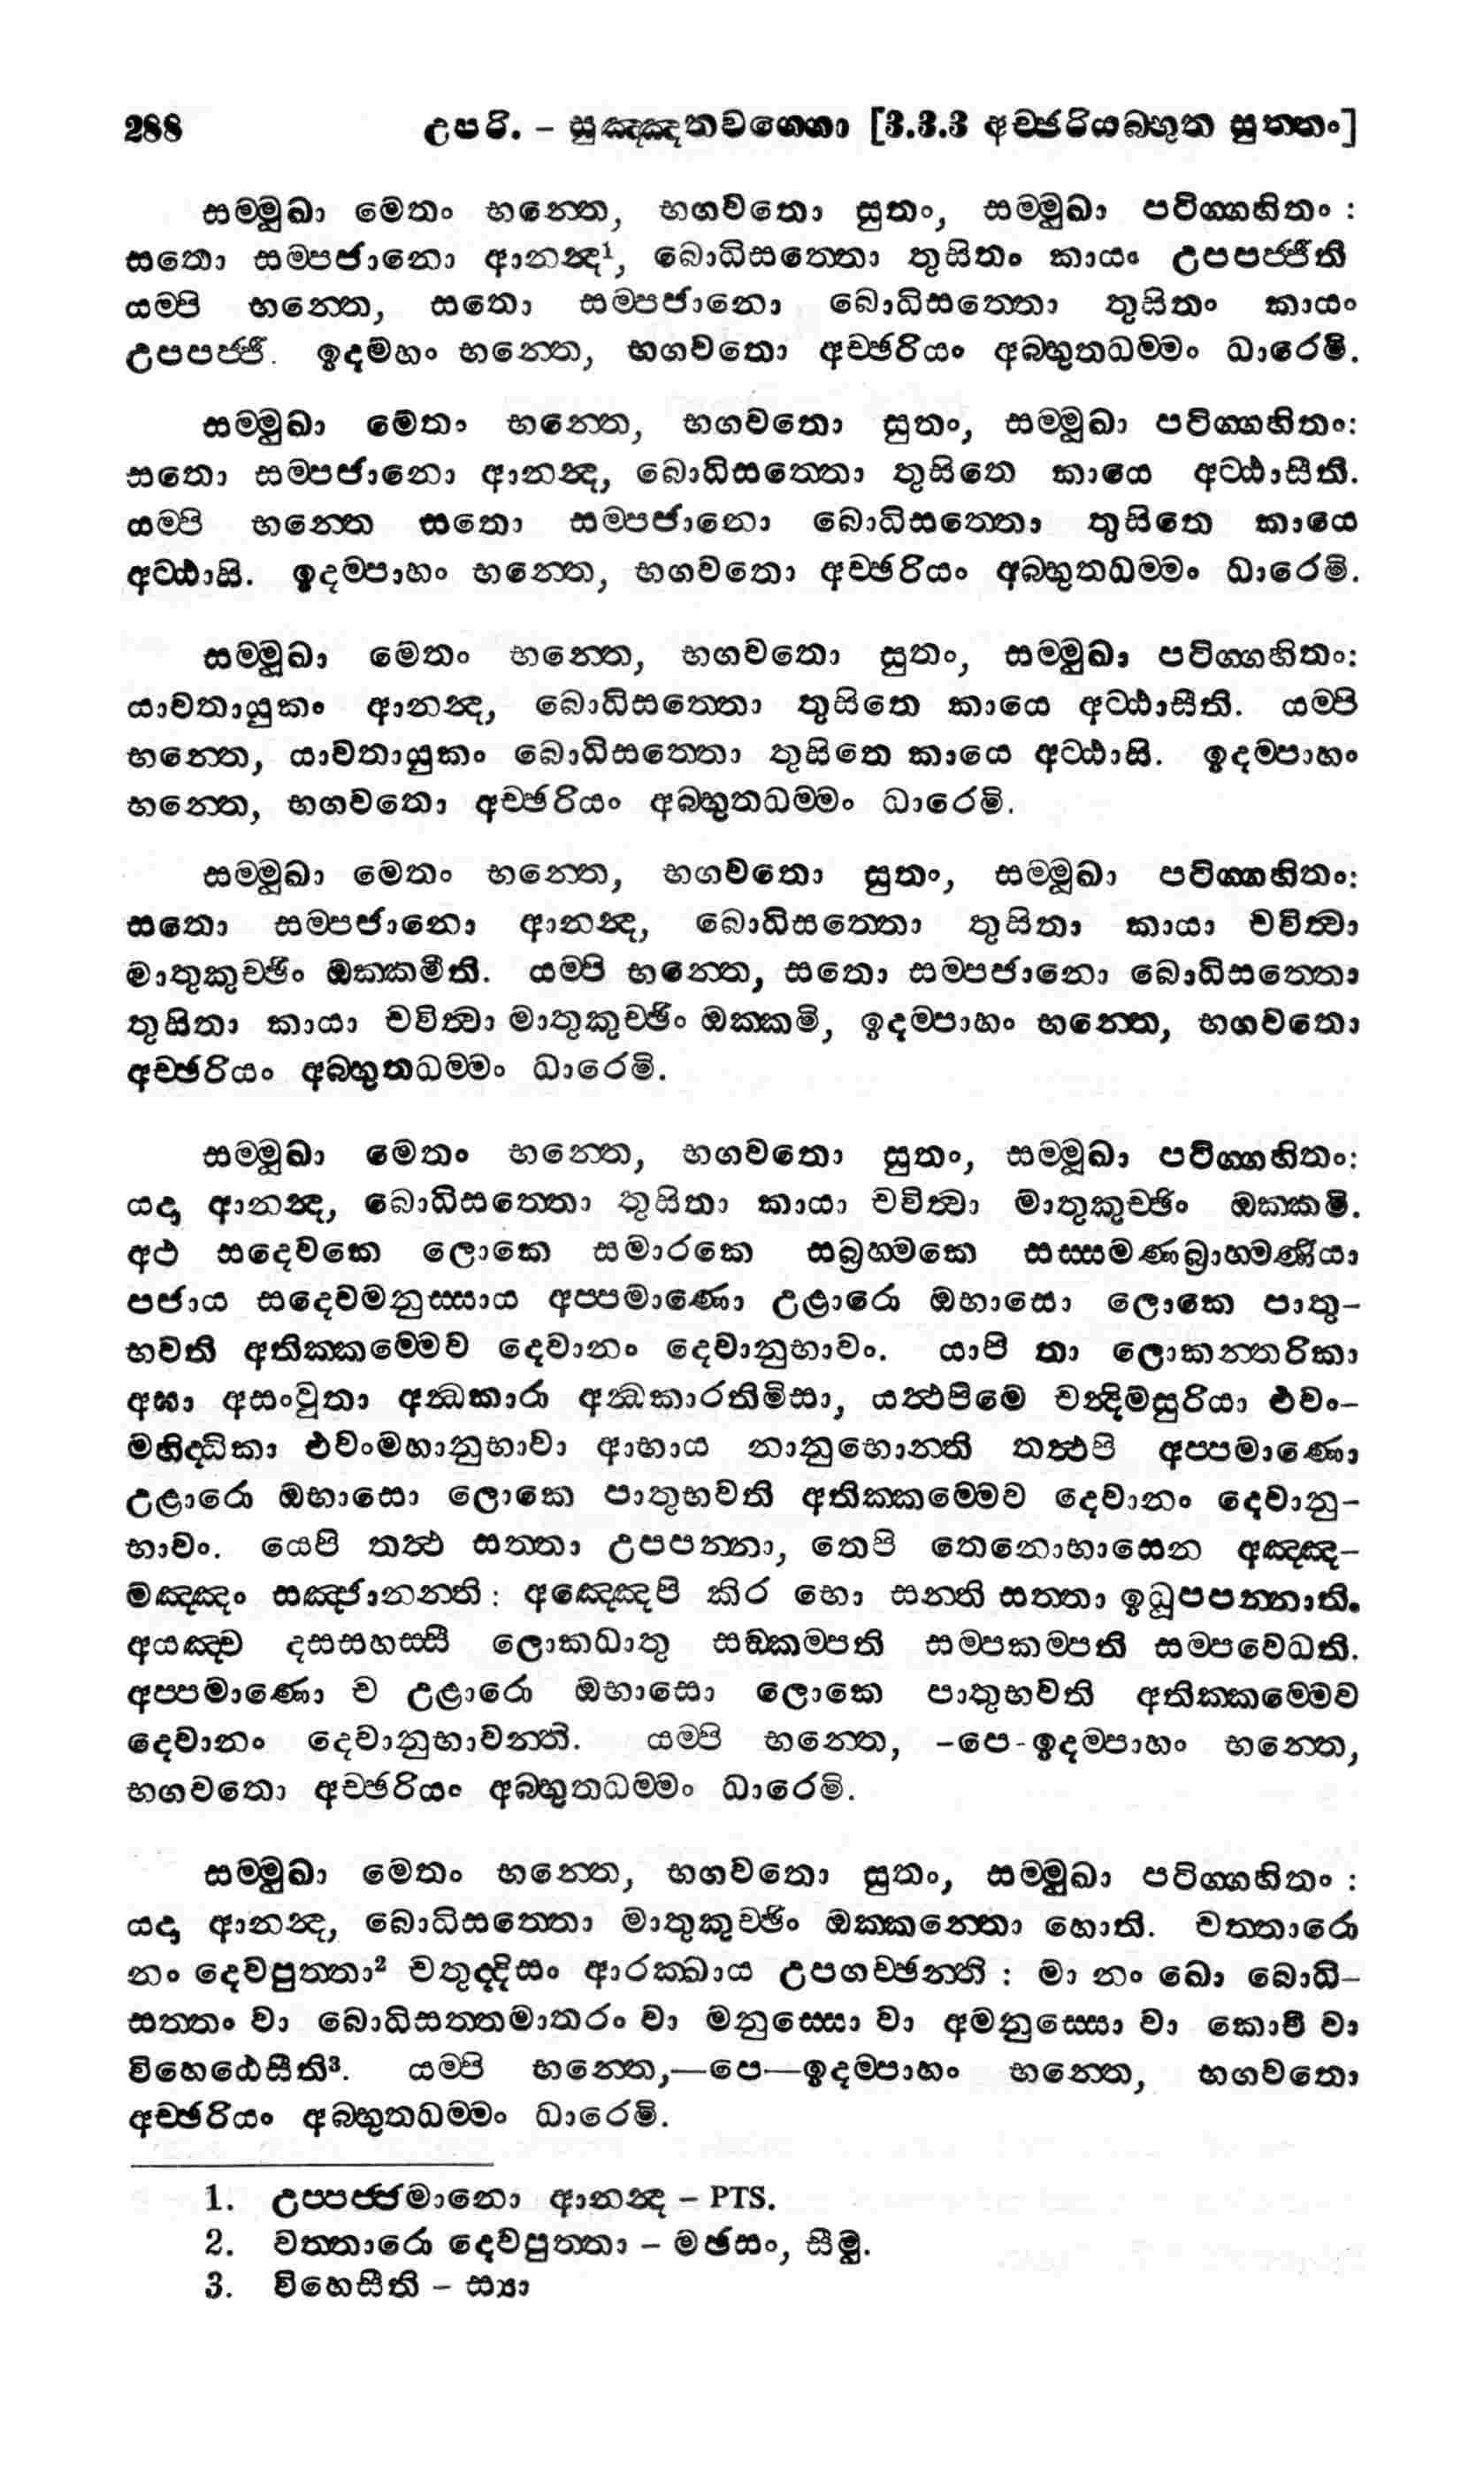 288 උපරි. – සුඤ්ඤතවග්ගො [3.3.3 අච්ඡරියබභුත සුත්තං]
සම්මුඛා මෙතං භන්තෙ, භගවතො සුතං, සම්මුඛා පටිග්ගහිතං :
සතො සම්පජානො ආනන්‍ද¹, බොධිසත්තො තුසිතං කායං උපපජ්ජීති
යම්පි භන්තෙ, සතො සම්පජානො බොධිසත්තො තුසිතං කායං
උපපජ්ජී. ඉදමහං භන්තෙ, භගවතො අච්ඡරියං අබභුතධම්මං ධාරෙමි.
සම්මුඛා මෙතං භන්තෙ, භගවතො සුතං, සම්මුඛා පටිග්ගහිතං:
සතො සම්පජානො ආනන්‍ද, බොධිසත්තො තුසිතෙ කායෙ අට්ඨාසීති.
යම්පි භන්තෙ සතො සම්පජානො බොධිසත්තො තුසිතෙ කායෙ
අට්ඨාසි. ඉදම්පාහං භන්තෙ, භගවතො අච්ඡරියං අබභුතධම්මං ධාරෙමි.
සම්මුඛා මෙතං භන්තෙ, භගවතො සුතං, සම්මුඛා පටිග්ගහිතං:
යාවතායුකං ආනන්‍ද, බොධිසත්තො තුසිතෙ කායෙ අට්ඨාසීති. යම්පි
භන්තෙ, යාවතායුකං බොධිසත්තො තුසිතෙ කායෙ අට්ඨාසි. ඉදම්පාහං
භන්තෙ, භගවතො අච්ඡරියං අබභුතධම්මං ධාරෙමි.
සම්මුඛා මෙතං භන්තෙ, භගවතො සුතං, සම්මූඛා පටිග්ගහිතං:
සතො සම්පජානො ආනන්‍ද, බොධිසත්තො තුසිතා කායා චවිත්‍වා
මාතුකුච්ඡිං ඔක්කමීති. යම්පි භන්තෙ, සතො සම්පජානො බොධිසත්තො
තුසිතා කායා චවිත්‍වා මාතුකුච්ඡිං ඔක්කමි, ඉදම්පාහං භන්තෙ, භගවතො
අච්ඡරියං අබභුතධම්මං ධාරෙමි.
සම්මූඛා මෙතං භන්තෙ, භගවතො සුතං, සම්මූඛා පටිග්ගහිතං:
යදා ආනන්‍ද, බොධිසත්තො තුසිතා කායා චවිත්‍වා මාතුකුච්ඡිං ඔක්කමි.
අථ සදෙවකෙ ලොකෙ සමාරකෙ සබ්‍රහ්මකෙ සස්සමණබ්‍රාහ්මණියා
පජාය සදෙවමනුස්සාය අප්පමාණො උළාරො ඔභාසො ලොකෙ පාතු-
භවති අතික්කම්මෙව දෙවානං දෙවානුභාවං. යාපි තා ලොකන්තරිකා
අඝා අසංවුතා අන්‍ධකාරා අන්‍ධකාරතිමිසා, යත්‍ථපිමෙ චන්‍දිමසුරියා එවං-
මහිද්ධිකා එවංමහානුභාවා ආභාය නානුභොන්ති තත්‍ථපි අප්පමාණො
උළාරො ඔභාසො ලොකෙ පාතුභවති අතික්කම්මෙව දෙවානං දෙවානු-
භාවං. යෙපි තත්‍ථ සත්තා උපපන්නා, තෙපි තෙනොභාසෙන අඤ්ඤ-
මඤ්ඤං සඤ්ජානන්ති : අඤ්ඤෙපි කිර භො සන්ති සත්තා ඉධූපපන්නාති.
අයඤ්ච දසසහස්සී ලොකධාතු සඞ්කම්පති සම්පකම්පති සම්පවෙධති.
අප්පමාණො ච උළාරො ඔභාසො ලොකෙ පාතුභවති අතික්කම්මෙව
දෙවානං දෙවානුභාවන්ති. යම්පි භන්තෙ, –පෙ-ඉදම්පාහං භන්තෙ,
භගවතො අච්ඡරියං අබභුතධම්මං ධාරෙමි.
සම්මුඛා මෙතං භන්තෙ, භගවතො සුතං, සම්මුඛා පටිග්ගහිතං :
යදා ආනන්‍ද, බොධිසත්තො මාතුකුච්ඡිං ඔක්කන්තො හොති. චත්තාරො
නං දෙවපුත්තා² චතුද්දිසං ආරක්ඛාය උපගච්ඡන්ති : මා නං ඛො බොධි-
සත්තං වා බොධිසත්තමාතරං වා මනුස්සො වා අමනුස්සො වා කොචි වා
විහෙඨෙසීති³. යම්පි භන්තෙ,—පෙ—ඉදම්පාහං භන්තෙ, භගවතො
අච්ඡරියං අබභුතධම්මං ධාරෙමි.
1. උප්පජ්ජමානො ආනන්‍ද – PTS.
2. චත්තාරො දෙවපුත්තා – මඡසං, සීමු.
3. විහෙසීති – ස්‍යා